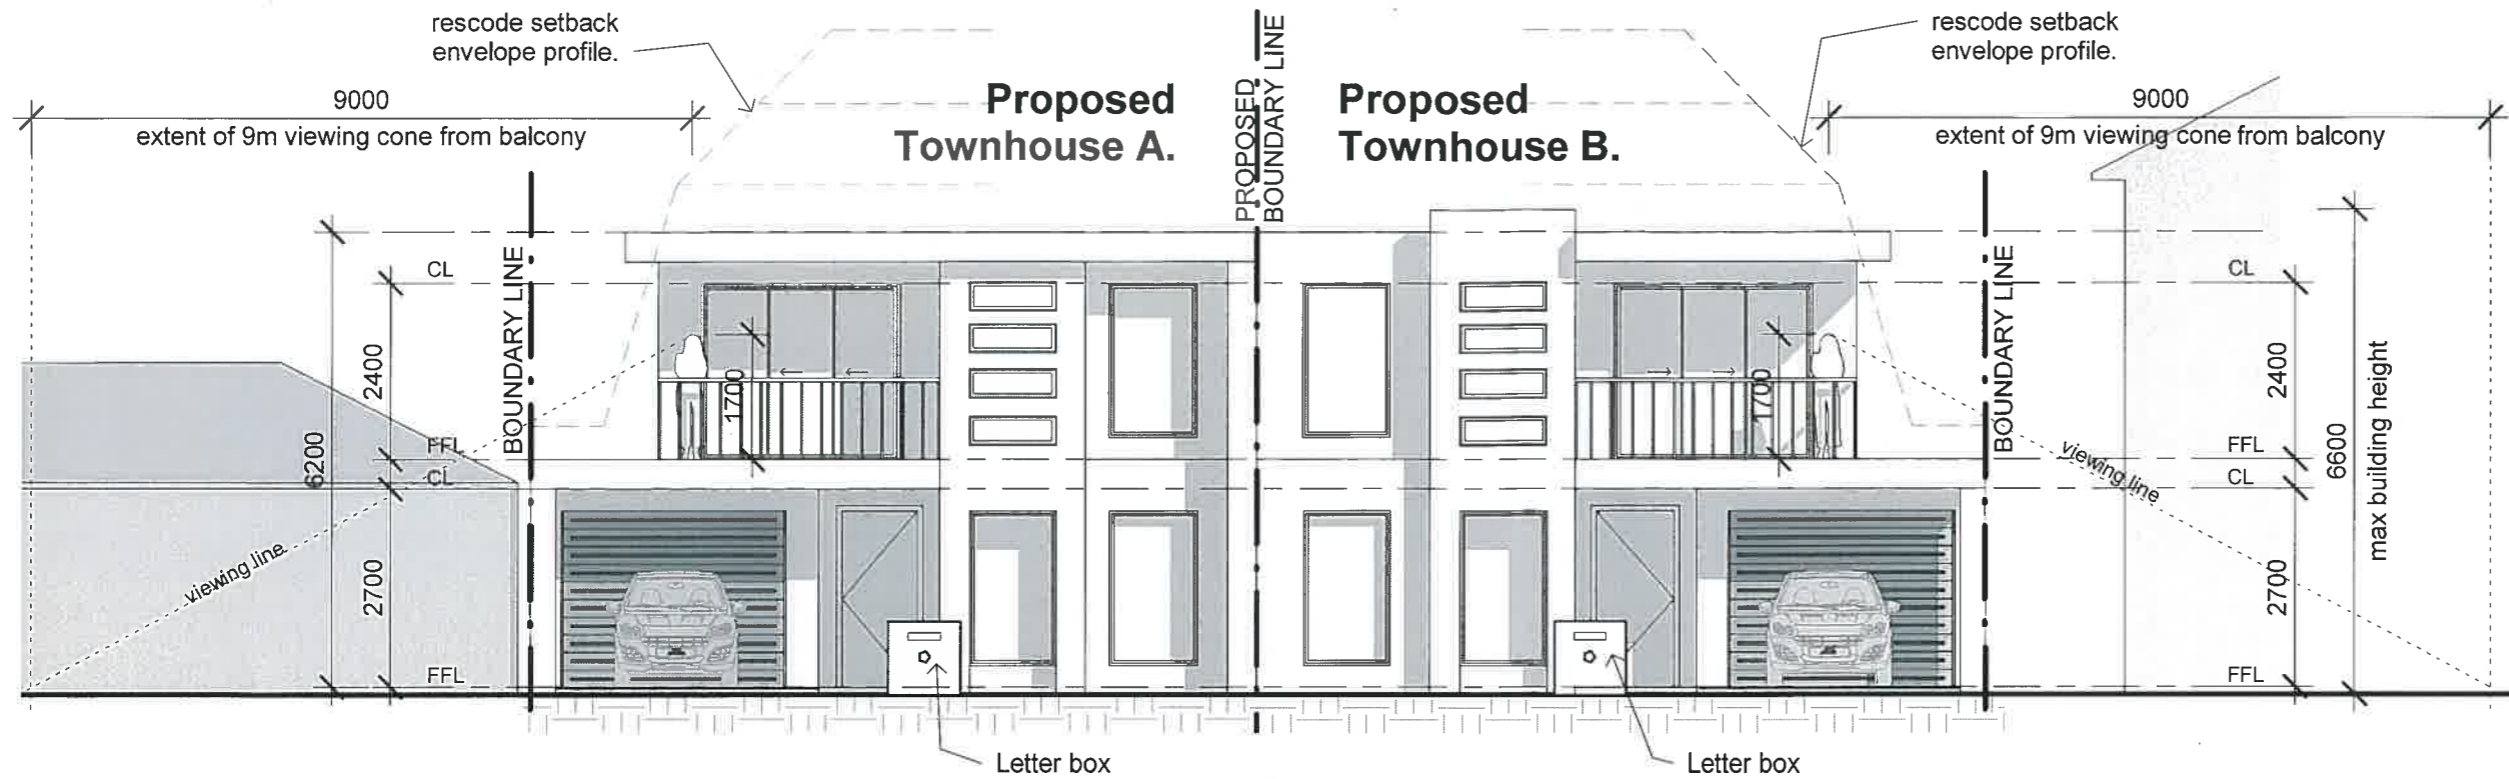 rescode setback
envelope profile.
9000
extent of 9m viewing cone from balcony
Proposed
Townhouse A.
PROPOSED
BOUNDARY LINE
Proposed
Townhouse B.
rescode setback
envelope profile.
9000
extent of 9m viewing cone from balcony
BOUNDARY LINE
CL
2400
FFL
CL
6200
2700
FFL
viewing line
1700
1700
BOUNDARY LINE
viewing line
CL
2400
FFL
CL
2700
FFL
6600
max building height
Letter box
Letter box